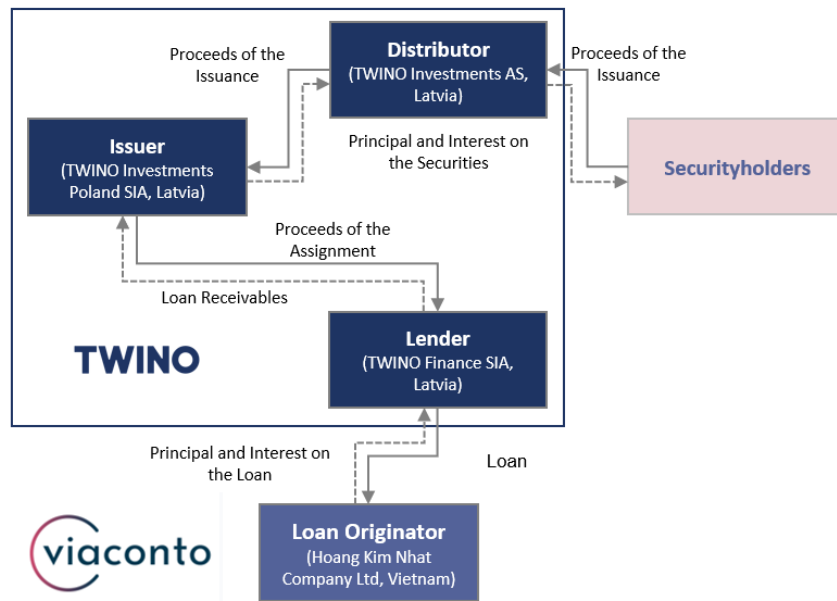 Proceeds of the
Issuance
Distributor
(TWINO Investments AS,
Latvia)
Proceeds of the
Issuance
Issuer
(TWINO Investments
Poland SIA, Latvia)
Principal and Interest on
the Securities
Securityholders
Proceeds of the
Assignment
Loan Receivables
TWINO
Lender
(TWINO Finance SIA,
Latvia)
Principal and Interest on
the Loan
Loan
viaconto
Loan Originator
(Hoang Kim Nhat
Company Ltd, Vietnam)